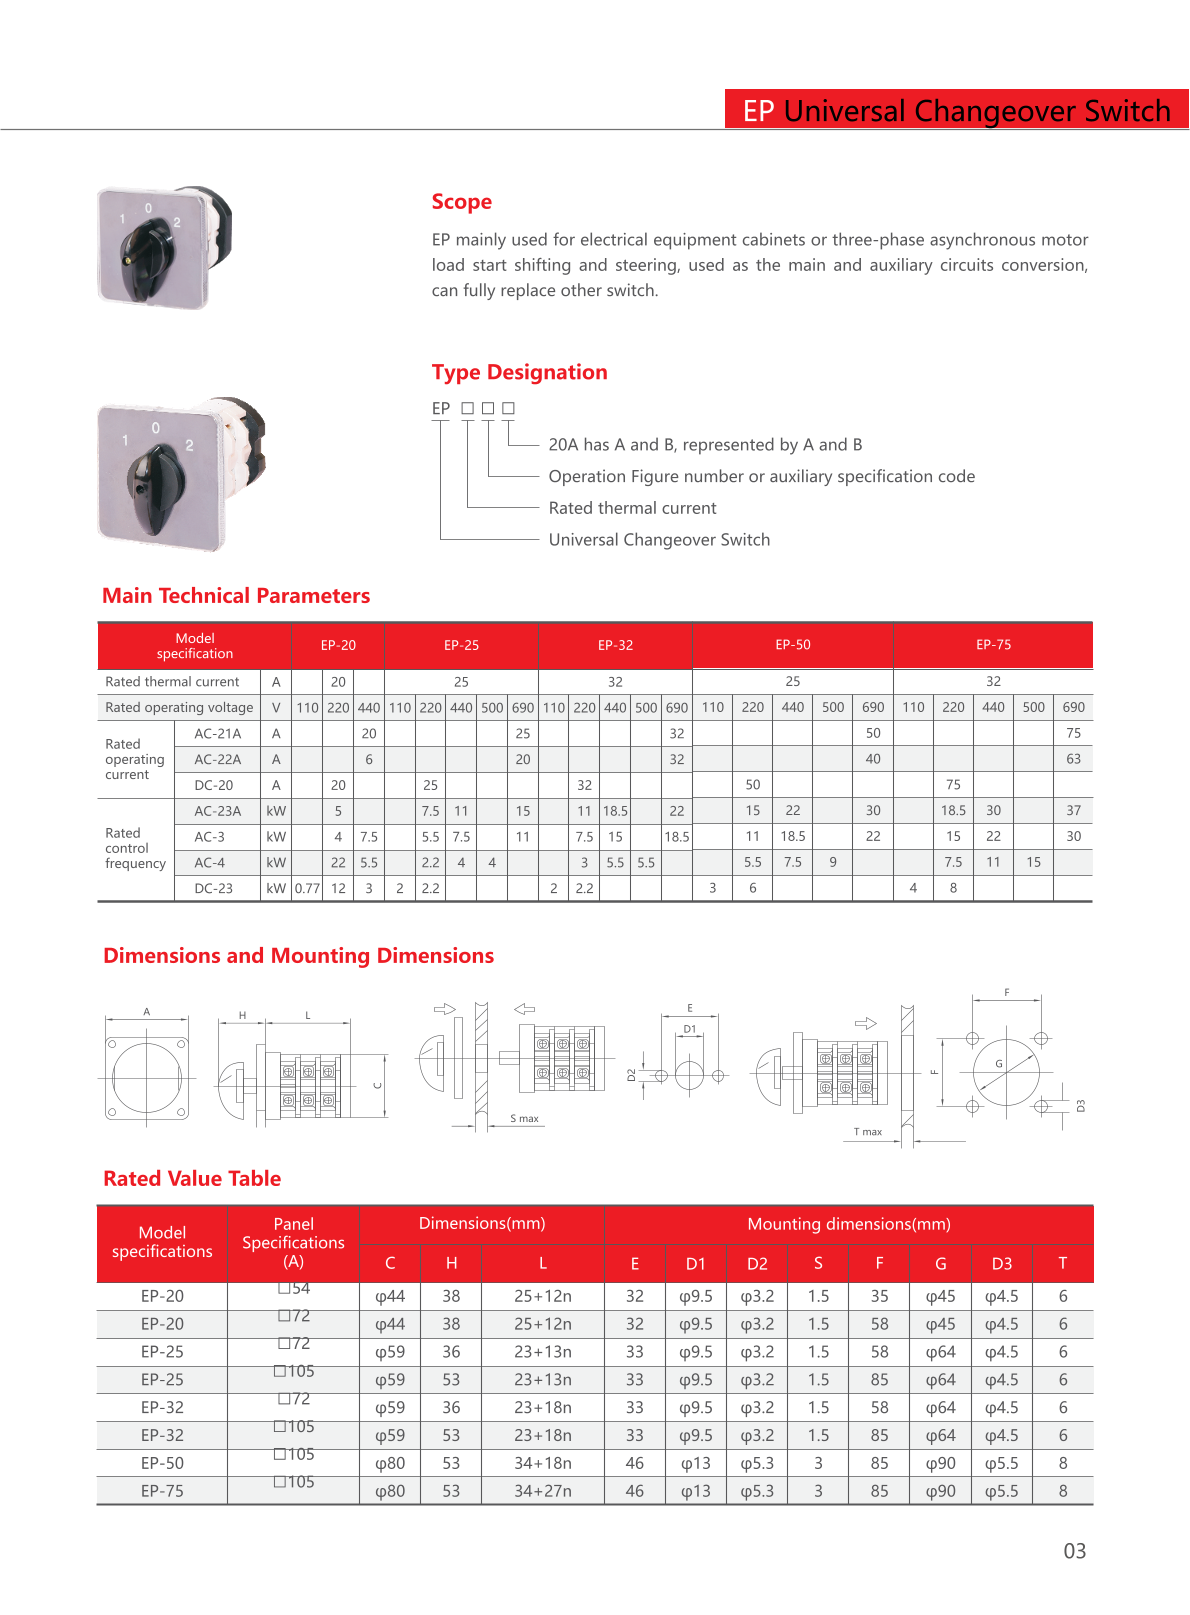 EP Universal Changeover Switch
1 0 2
Scope
EP mainly used for electrical equipment cabinets or three-phase asynchronous motor
load start shifting and steering, used as the main and auxiliary circuits conversion,
can fully replace other switch.
1 0 2
Type Designation
EP □ □ □
20A has A and B, represented by A and B
Operation Figure number or auxiliary specification code
Rated thermal current
Universal Changeover Switch
Main Technical Parameters
Model specification EP-20 EP-25 EP-32 EP-50 EP-75
Rated thermal current A 20 25 32 25 32
Rated operating voltage V 110 220 440 110 220 440 500 690 110 220 440 500 690 110 220 440 500 690 110 220 440 500 690
Rated operating current
AC-21A A 20 25 32 50 75
AC-22A A 6 20 32 40 63
DC-20 A 20 25 32 50 75
Rated control frequency
AC-23A kW 5 7.5 11 15 11 18.5 22 15 22 30 18.5 30 37
AC-3 kW 4 7.5 5.5 7.5 11 7.5 15 18.5 11 18.5 22 15 22 30
AC-4 kW 22 5.5 2.2 4 4 3 5.5 5.5 5.5 7.5 9 7.5 11 15
DC-23 kW 0.77 12 3 2 2.2 2 2.2 3 6 4 8
Dimensions and Mounting Dimensions
A H L C S max E D1 D2 T max F F G D3
Rated Value Table
Model specifications Panel Specifications (A) Dimensions(mm) Mounting dimensions(mm)
C H L E D1 D2 S F G D3 T
EP-20 □54 φ44 38 25+12n 32 φ9.5 φ3.2 1.5 35 φ45 φ4.5 6
EP-20 □72 φ44 38 25+12n 32 φ9.5 φ3.2 1.5 58 φ45 φ4.5 6
EP-25 □72 φ59 36 23+13n 33 φ9.5 φ3.2 1.5 58 φ64 φ4.5 6
EP-25 □105 φ59 53 23+13n 33 φ9.5 φ3.2 1.5 85 φ64 φ4.5 6
EP-32 □72 φ59 36 23+18n 33 φ9.5 φ3.2 1.5 58 φ64 φ4.5 6
EP-32 □105 φ59 53 23+18n 33 φ9.5 φ3.2 1.5 85 φ64 φ4.5 6
EP-50 □105 φ80 53 34+18n 46 φ13 φ5.3 3 85 φ90 φ5.5 8
EP-75 □105 φ80 53 34+27n 46 φ13 φ5.3 3 85 φ90 φ5.5 8
03